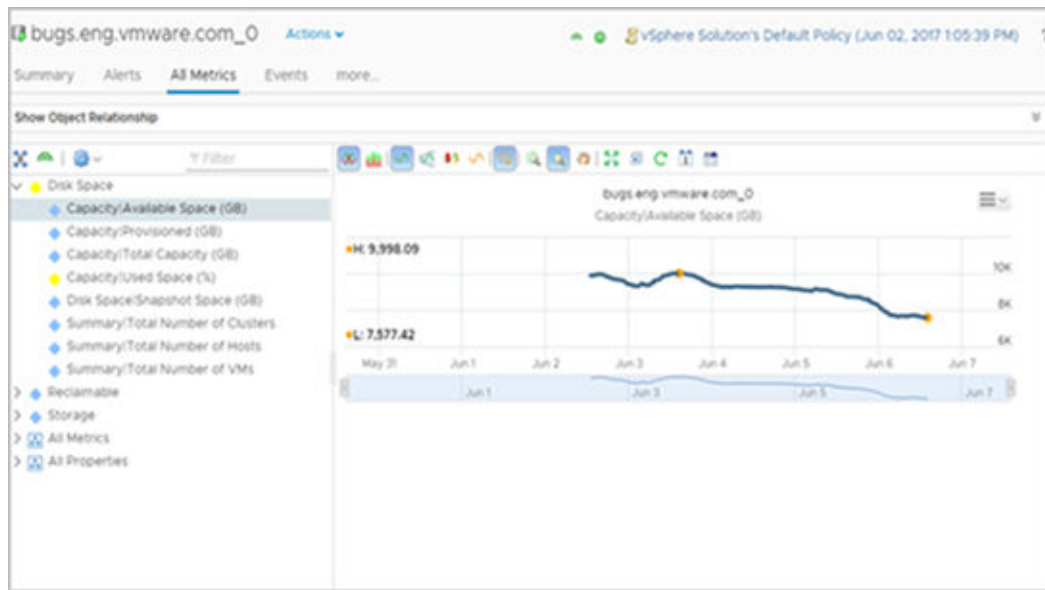 bugs.eng.vmware.com_0 Actions vSphere Solution's Default Policy (Jun 02, 2017 1:05:39 PM)
Summary Alerts All Metrics Events more...
Show Object Relationship
Filter
Disk Space
Capacity|Available Space (GB)
Capacity|Provisioned (GB)
Capacity|Total Capacity (GB)
Capacity|Used Space (%)
Disk Space|Snapshot Space (GB)
Summary|Total Number of Clusters
Summary|Total Number of Hosts
Summary|Total Number of VMs
Reclaimable
Storage
All Metrics
All Properties
bugs.eng.vmware.com_0
Capacity|Available Space (GB)
H: 9,998.09
10K
8K
L: 7,577.42
6K
May 31 Jun 1 Jun 2 Jun 3 Jun 4 Jun 5 Jun 6 Jun 7
Jun 1 Jun 3 Jun 5 Jun 7